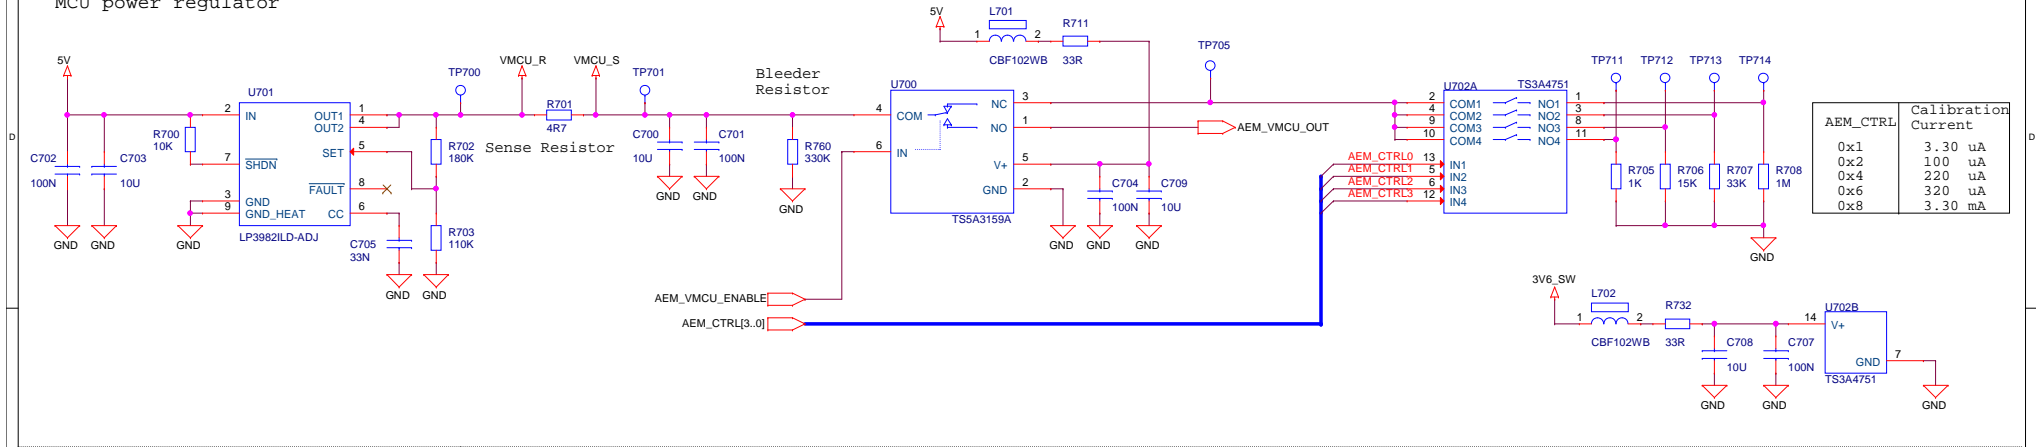 MCU power regulator
5V
U701
2
IN
OUT1
1
OUT2
4
SET
5
7
SHDN
FAULT
8
3
GND
9
GND_HEAT
CC
6
LP3982ILD-ADJ
R700
10K
C702
100N
C703
10U
GND
GND
GND
C705
33N
GND
R702
180K
R703
110K
GND
TP700
VMCU_R
R701
4R7
Sense Resistor
VMCU_S
TP701
C700
10U
C701
100N
GND
GND
Bleeder
Resistor
R760
330K
GND
U700
4
COM
NC
3
NO
1
6
IN
V+
5
GND
2
TS5A3159A
5V
L701
1
2
CBF102WB
R711
33R
C704
100N
C709
10U
GND
GND
GND
TP705
AEM_VMCU_OUT
AEM_VMCU_ENABLE
AEM_CTRL[3..0]
AEM_CTRL0
AEM_CTRL1
AEM_CTRL2
AEM_CTRL3
U702A
TS3A4751
2
COM1
NO1
1
4
COM2
NO2
3
9
COM3
NO3
8
10
COM4
NO4
11
13
IN1
5
IN2
6
IN3
12
IN4
TP711
TP712
TP713
TP714
R705
1K
R706
15K
R707
33K
R708
1M
GND
AEM_CTRL
Calibration
Current
0x1
3.30 uA
0x2
100 uA
0x4
220 uA
0x6
320 uA
0x8
3.30 mA
3V6_SW
L702
1
2
CBF102WB
R732
33R
C708
10U
C707
100N
GND
GND
U702B
14
V+
GND
7
TS3A4751
GND
D
D